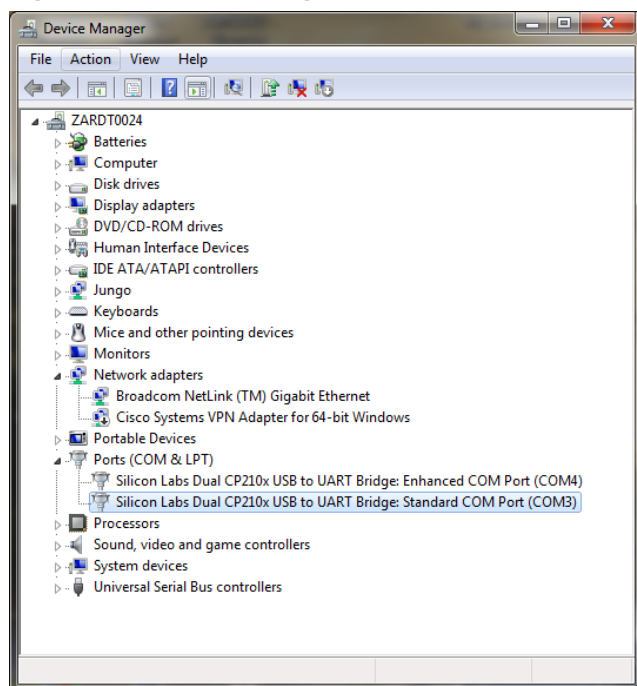 Device Manager
File Action View Help
ZARDT0024
Batteries
Computer
Disk drives
Display adapters
DVD/CD-ROM drives
Human Interface Devices
IDE ATA/ATAPI controllers
Jungo
Keyboards
Mice and other pointing devices
Monitors
Network adapters
Broadcom NetLink (TM) Gigabit Ethernet
Cisco Systems VPN Adapter for 64-bit Windows
Portable Devices
Ports (COM & LPT)
Silicon Labs Dual CP210x USB to UART Bridge: Enhanced COM Port (COM4)
Silicon Labs Dual CP210x USB to UART Bridge: Standard COM Port (COM3)
Processors
Sound, video and game controllers
System devices
Universal Serial Bus controllers